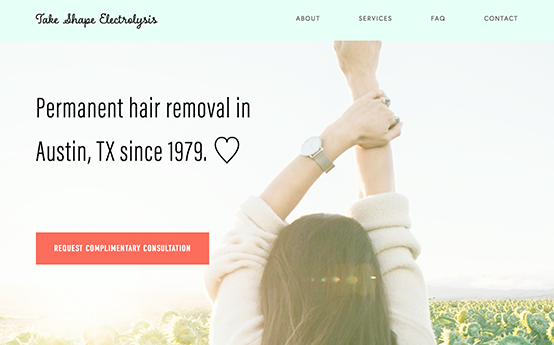 Take Shape Electrolysis
ABOUT SERVICES FAQ CONTACT
Permanent hair removal in
Austin, TX since 1979. ♡
REQUEST COMPLIMENTARY CONSULTATION